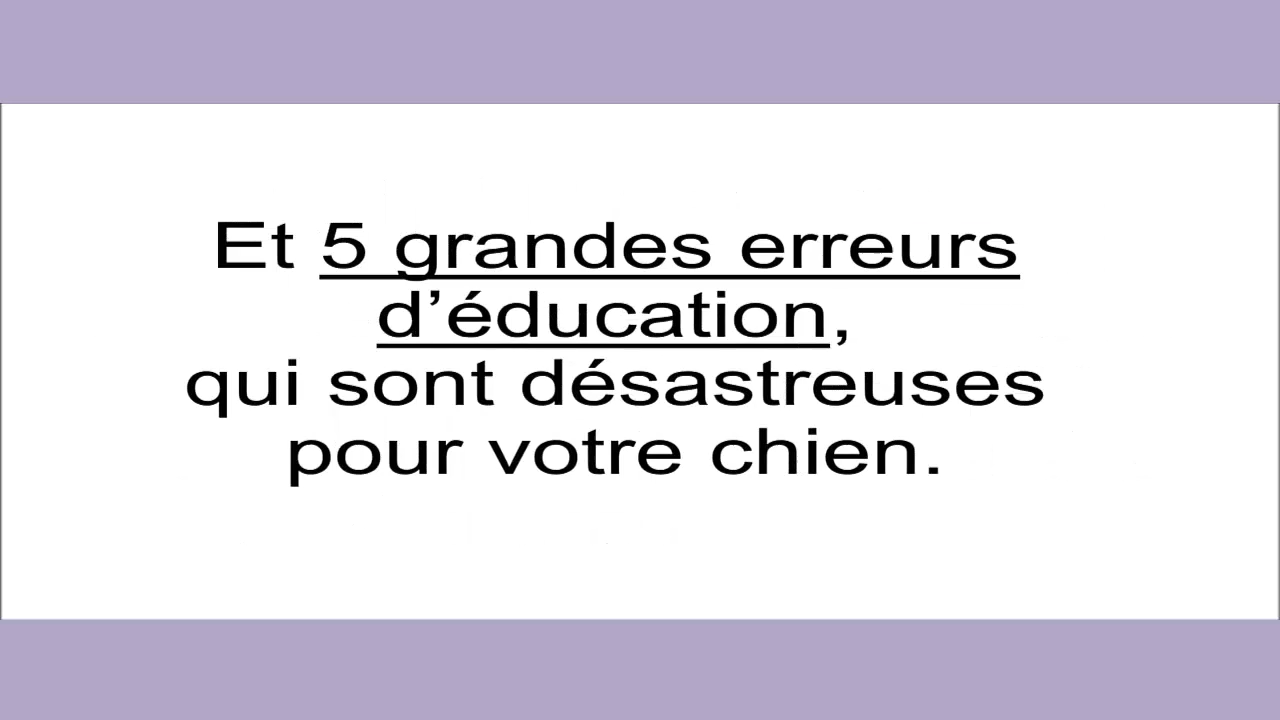 Et 5 grandes erreurs
d’éducation,
qui sont désastreuses
pour votre chien.